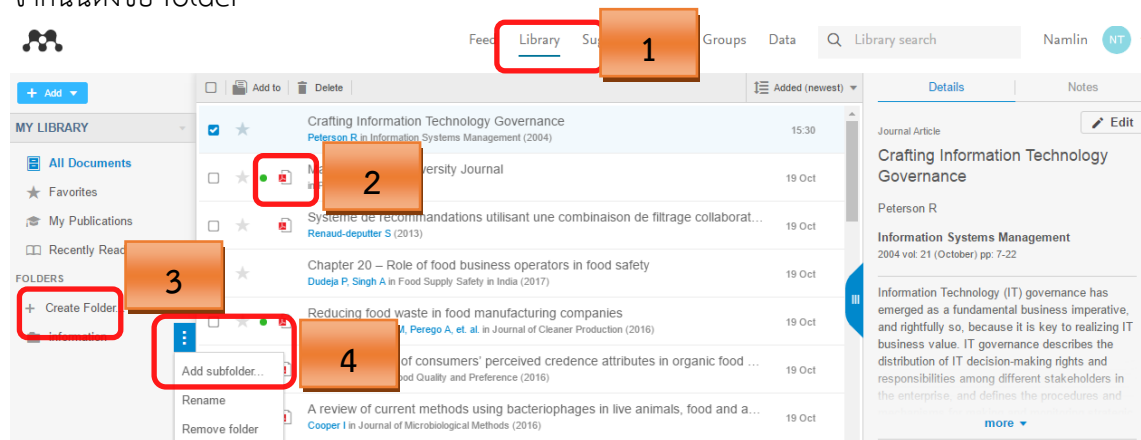 folder
Feed Library 1 Groups Data Library search Namlin NT
+ Add
Add to Delete Added (newest)
Details Notes
MY LIBRARY
All Documents
Favorites
My Publications
Recently Read
FOLDERS
3
+ Create Folder..
information
Add subfolder...
Rename
Remove folder
Crafting Information Technology Governance 15:30
Peterson R in Information Systems Management (2004)
2
ersity Journal 19 Oct
Système de recommandations utilisant une combinaison de filtrage collaborat... 19 Oct
Renaud-deputter S (2013)
Chapter 20 – Role of food business operators in food safety 19 Oct
Dudeja P, Singh A in Food Supply Safety in India (2017)
Reducing food waste in food manufacturing companies 19 Oct
M, Perego A, et. al. in Journal of Cleaner Production (2016)
4
of consumers' perceived credence attributes in organic food ... 19 Oct
ood Quality and Preference (2016)
A review of current methods using bacteriophages in live animals, food and a... 19 Oct
Cooper I in Journal of Microbiological Methods (2016)
Journal Article Edit
Crafting Information Technology
Governance
Peterson R
Information Systems Management
2004 vol: 21 (October) pp: 7-22
Information Technology (IT) governance has
emerged as a fundamental business imperative,
and rightfully so, because it is key to realizing IT
business value. IT governance describes the
distribution of IT decision-making rights and
responsibilities among different stakeholders in
the enterprise, and defines the procedures and
more